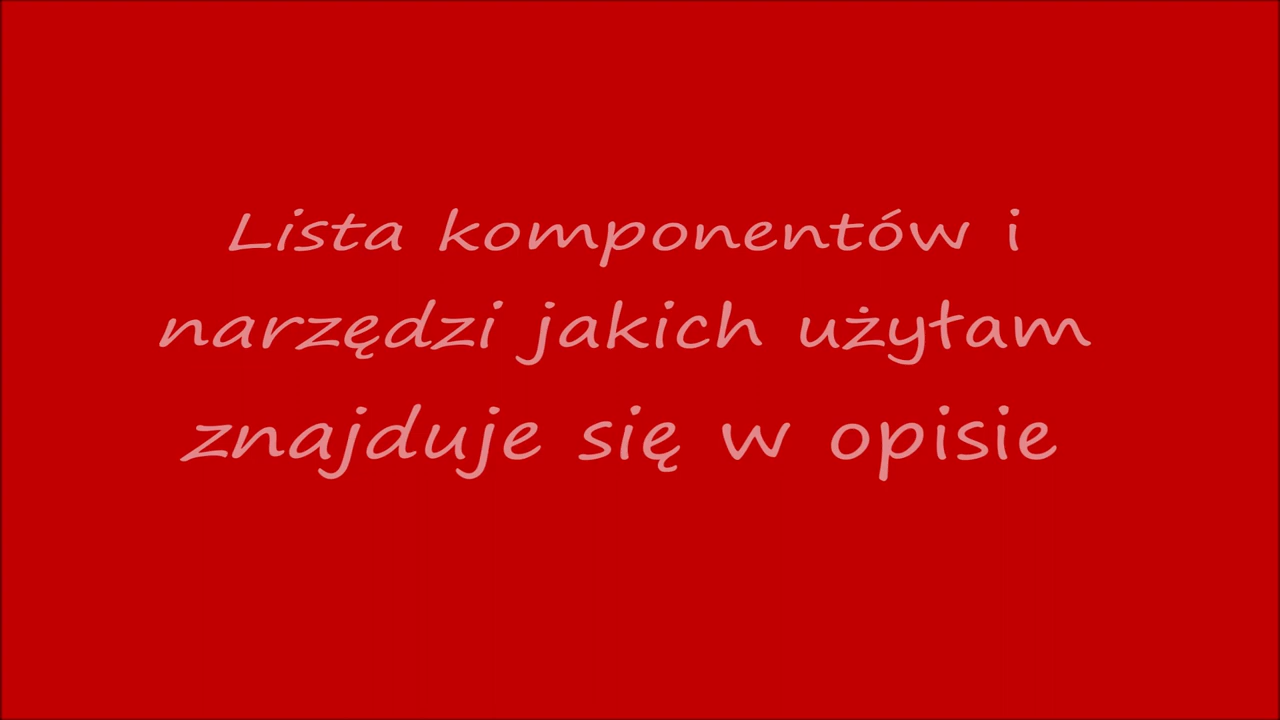 Lista komponentów i
narzędzi jakich użyłam
znajduje się w opisie